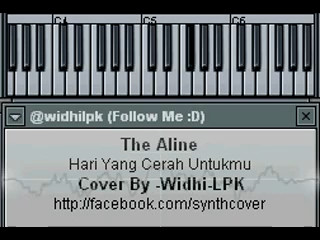 C4 C5 C6
@widhilpk (Follow Me :D)
The Aline
Hari Yang Cerah Untukmu
Cover By -Widhi-LPK
http://facebook.com/synthcover